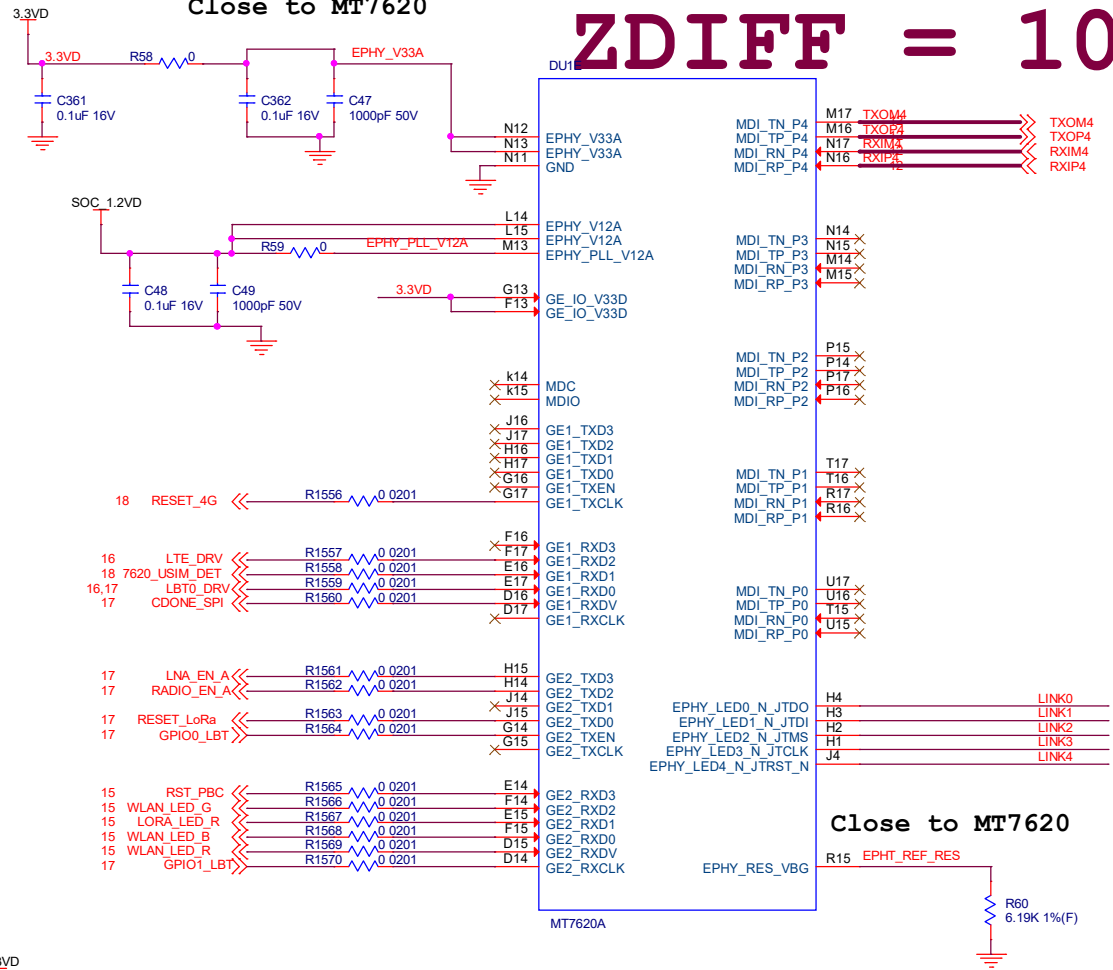 Close to MT7620
ZDIFF = 10
3.3VD
3.3VD
R58
0
EPHY_V33A
C361
0.1uF 16V
C362
0.1uF 16V
C47
1000pF 50V
DU1E
N12
EPHY_V33A
N13
EPHY_V33A
N11
GND
SOC_1.2VD
R59
0
EPHY_PLL_V12A
L14
EPHY_V12A
L15
EPHY_V12A
M13
EPHY_PLL_V12A
C48
0.1uF 16V
C49
1000pF 50V
3.3VD
G13
GE_IO_V33D
F13
GE_IO_V33D
k14
MDC
k15
MDIO
J16
GE1_TXD3
J17
GE1_TXD2
H16
GE1_TXD1
H17
GE1_TXD0
G16
GE1_TXEN
18 RESET_4G R1556 0 0201 G17 GE1_TXCLK
F16 GE1_RXD3
16 LTE_DRV R1557 0 0201 F17 GE1_RXD2
18 7620_USIM_DET R1558 0 0201 E16 GE1_RXD1
16,17 LBT0_DRV R1559 0 0201 E17 GE1_RXD0
17 CDONE_SPI R1560 0 0201 D16 GE1_RXDV
D17 GE1_RXCLK
17 LNA_EN_A R1561 0 0201 H15 GE2_TXD3
17 RADIO_EN_A R1562 0 0201 H14 GE2_TXD2
J14 GE2_TXD1
17 RESET_LoRa R1563 0 0201 J15 GE2_TXD0
17 GPIO0_LBT R1564 0 0201 G14 GE2_TXEN
G15 GE2_TXCLK
15 RST_PBC R1565 0 0201 E14 GE2_RXD3
15 WLAN_LED_G R1566 0 0201 F14 GE2_RXD2
15 LORA_LED_R R1567 0 0201 E15 GE2_RXD1
15 WLAN_LED_B R1568 0 0201 F15 GE2_RXD0
15 WLAN_LED_R R1569 0 0201 D15 GE2_RXDV
17 GPIO1_LBT R1570 0 0201 D14 GE2_RXCLK
MDI_TN_P4 M17 TXOM4 TXOM4
MDI_TP_P4 M16 TXOP4 TXOP4
MDI_RN_P4 N17 RXIM4 RXIM4
MDI_RP_P4 N16 RXIP4 12 RXIP4
MDI_TN_P3 N14
MDI_TP_P3 N15
MDI_RN_P3 M14
MDI_RP_P3 M15
MDI_TN_P2 P15
MDI_TP_P2 P14
MDI_RN_P2 P17
MDI_RP_P2 P16
MDI_TN_P1 T17
MDI_TP_P1 T16
MDI_RN_P1 R17
MDI_RP_P1 R16
MDI_TN_P0 U17
MDI_TP_P0 U16
MDI_RN_P0 T15
MDI_RP_P0 U15
EPHY_LED0_N_JTDO H4 LINK0
EPHY_LED1_N_JTDI H3 LINK1
EPHY_LED2_N_JTMS H2 LINK2
EPHY_LED3_N_JTCLK H1 LINK3
EPHY_LED4_N_JTRST_N J4 LINK4
Close to MT7620
EPHY_RES_VBG R15 EPHT_REF_RES
R60
6.19K 1%(F)
MT7620A